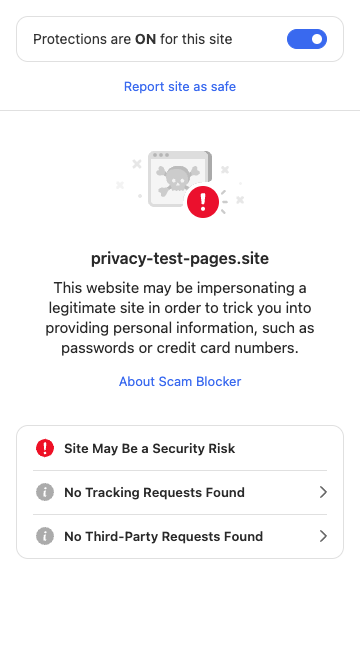 Protections are ON for this site
Report site as safe
privacy-test-pages.site
This website may be impersonating a
legitimate site in order to trick you into
providing personal information, such as
passwords or credit card numbers.
About Scam Blocker
Site May Be a Security Risk
No Tracking Requests Found
No Third-Party Requests Found